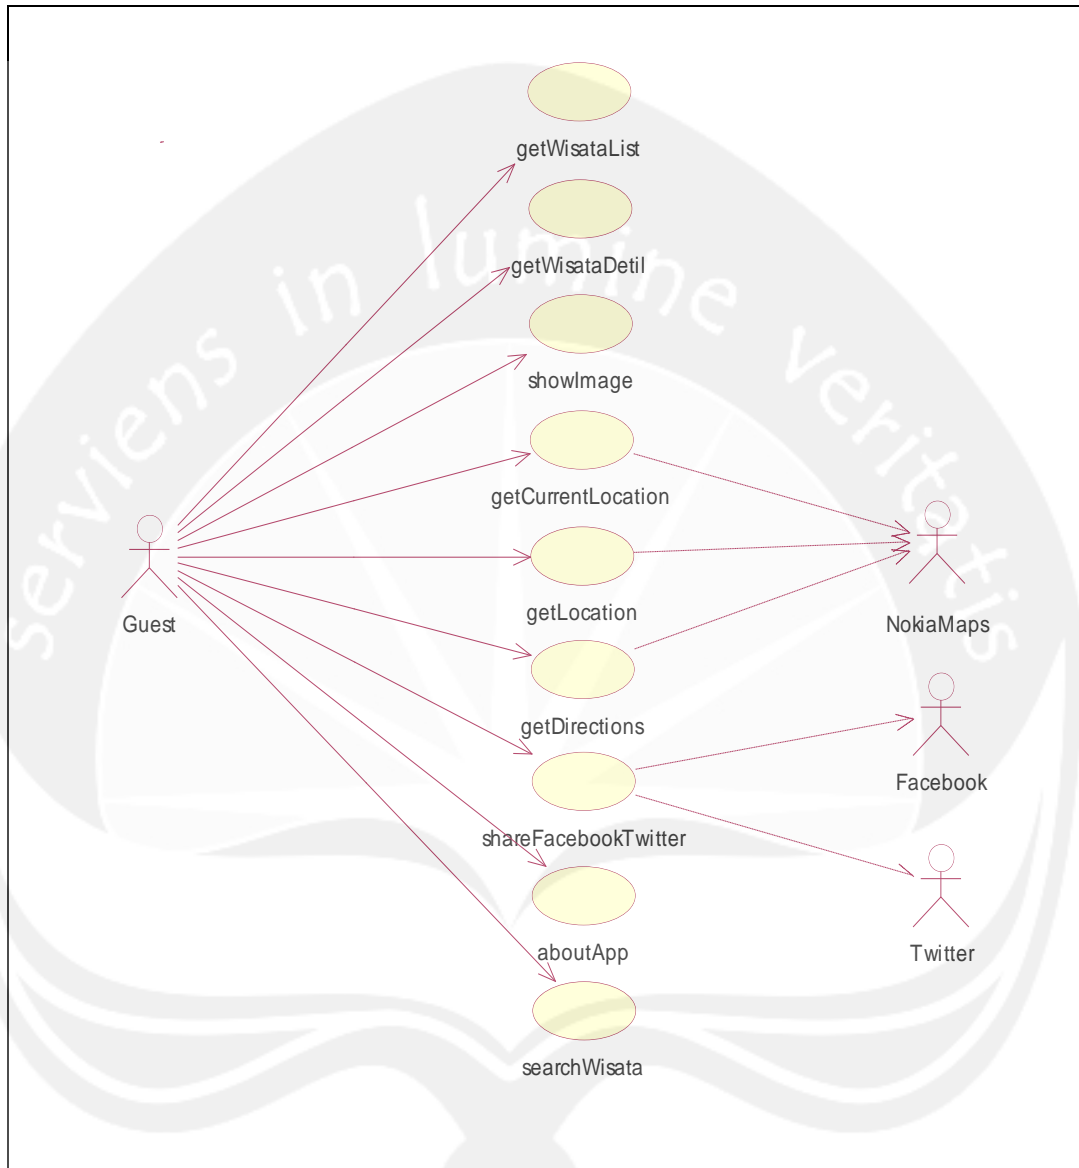 getWisataList
getWisataDetil
showImage
getCurrentLocation
getLocation
getDirections
shareFacebookTwitter
aboutApp
searchWisata
Guest
NokiaMaps
Facebook
Twitter
serviens in lumine veritatis